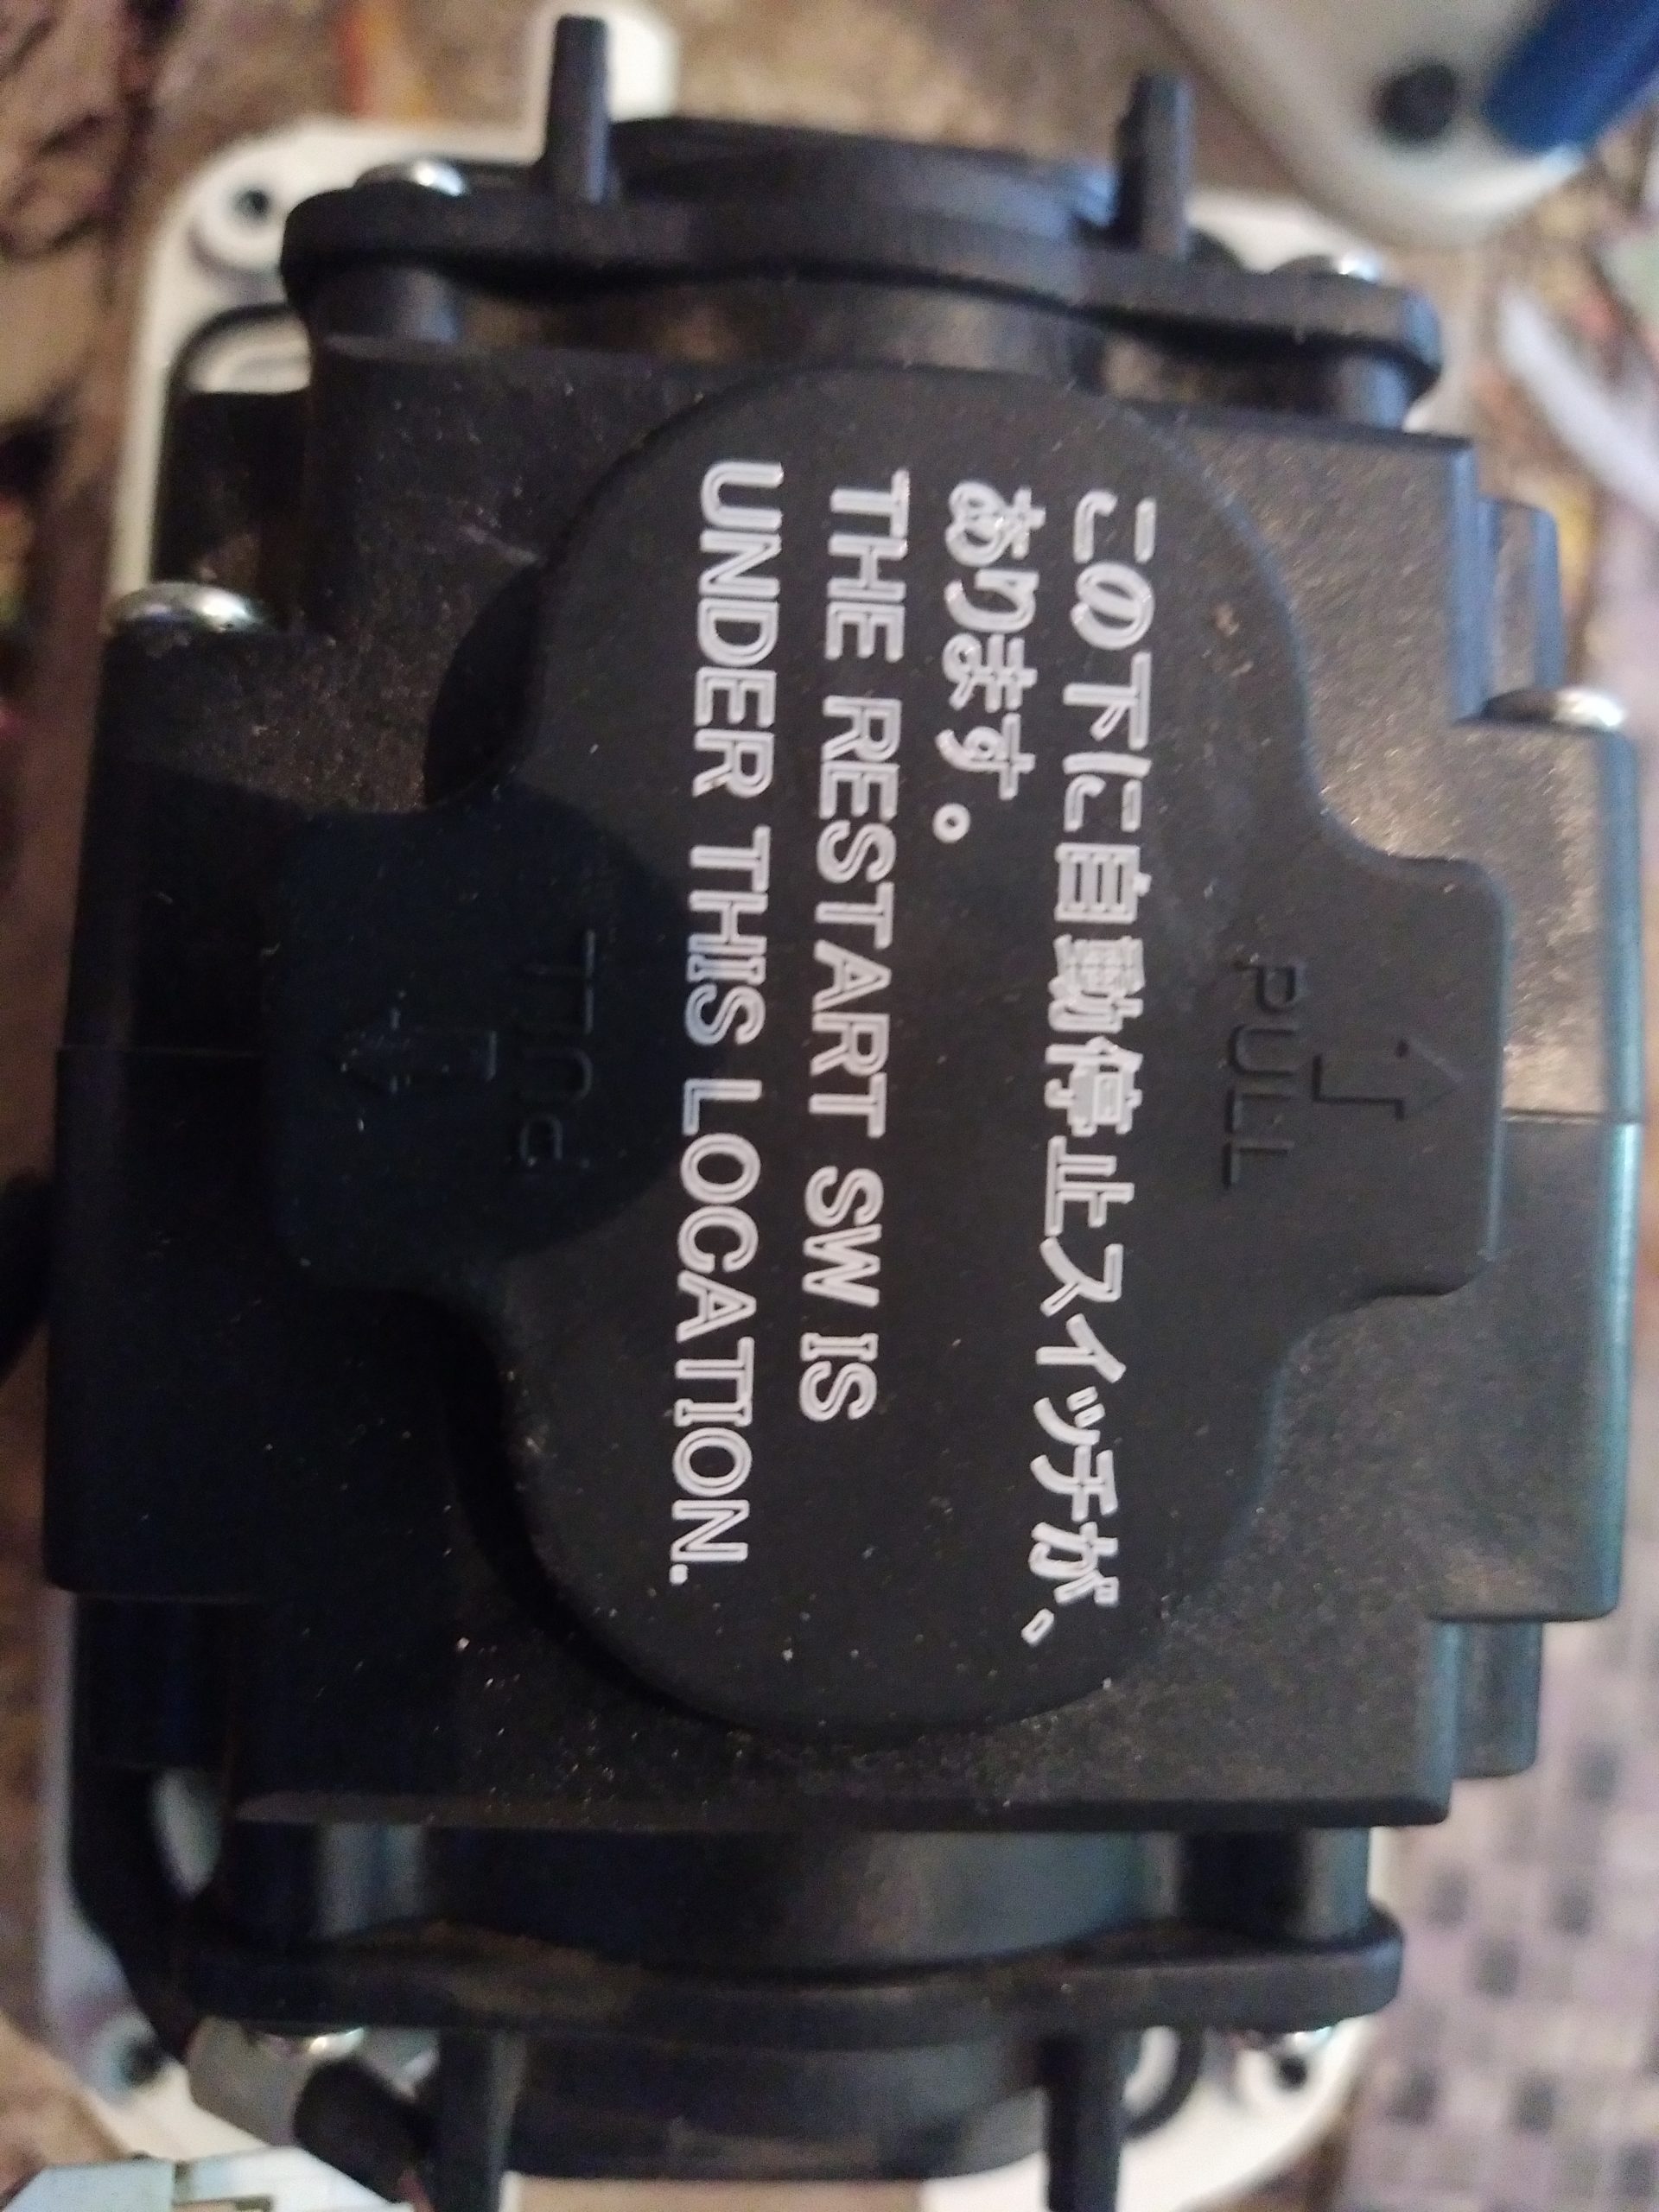 PULL
この下に自動停止スイッチが、
あります。
THE RESTART SW IS
UNDER THIS LOCATION.
PULL